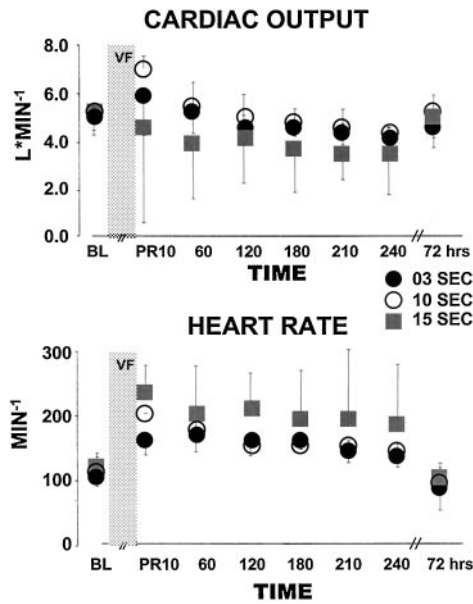 CARDIAC OUTPUT
8.0
6.0
4.0
2.0
0.0
L*MIN-1
VF
BL PR10 60 120 180 210 240 72 hrs
TIME
03 SEC
10 SEC
15 SEC
HEART RATE
300
200
100
0
MIN-1
VF
BL PR10 60 120 180 210 240 72 hrs
TIME